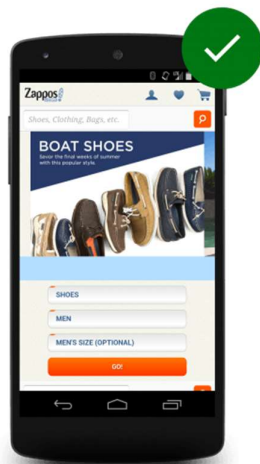 Zappos
Shoes, Clothing, Bags, etc.
BOAT SHOES
Savor the final weeks of summer
with this popular style.
SHOES
MEN
MEN'S SIZE (OPTIONAL)
GO!